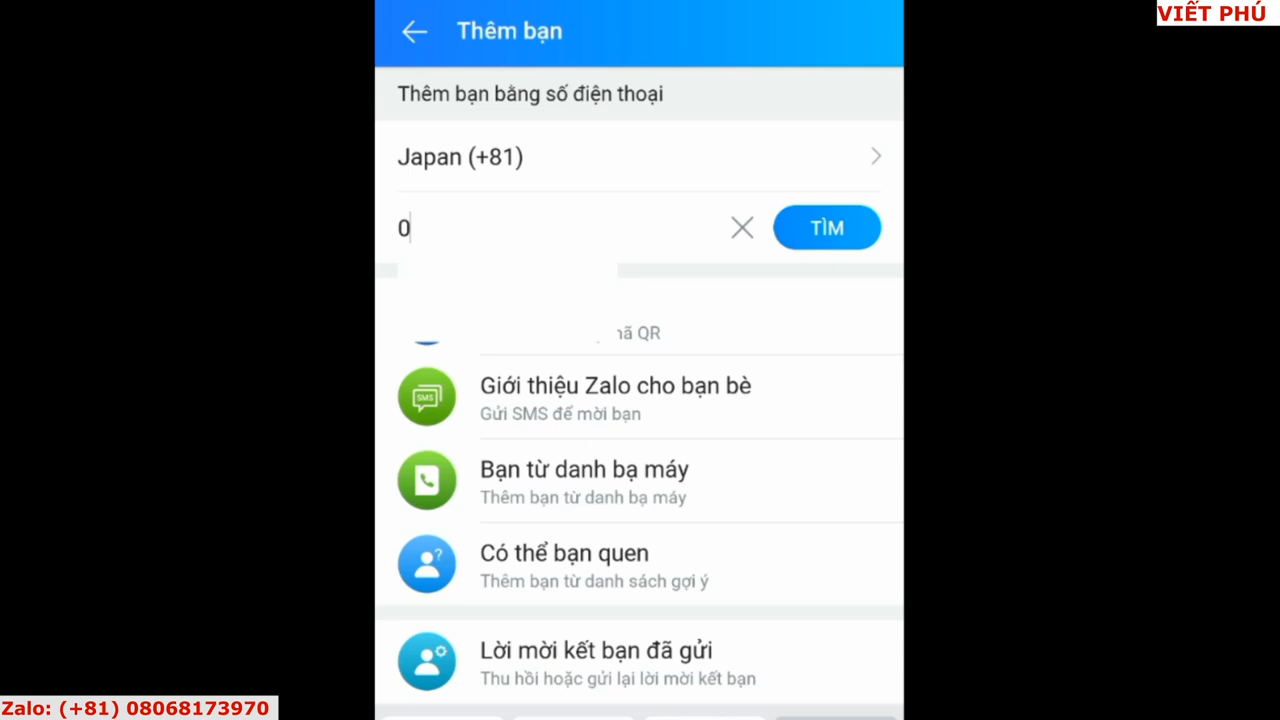 VIẾT PHÚ
Thêm bạn
Thêm bạn bằng số điện thoại
Japan (+81)
0
TÌM
mã QR
Giới thiệu Zalo cho bạn bè
SMS
Gửi SMS để mời bạn
Bạn từ danh bạ máy
Thêm bạn từ danh bạ máy
Có thể bạn quen
Thêm bạn từ danh sách gợi ý
Lời mời kết bạn đã gửi
Thu hồi hoặc gửi lại lời mời kết bạn
Zalo: (+81) 08068173970